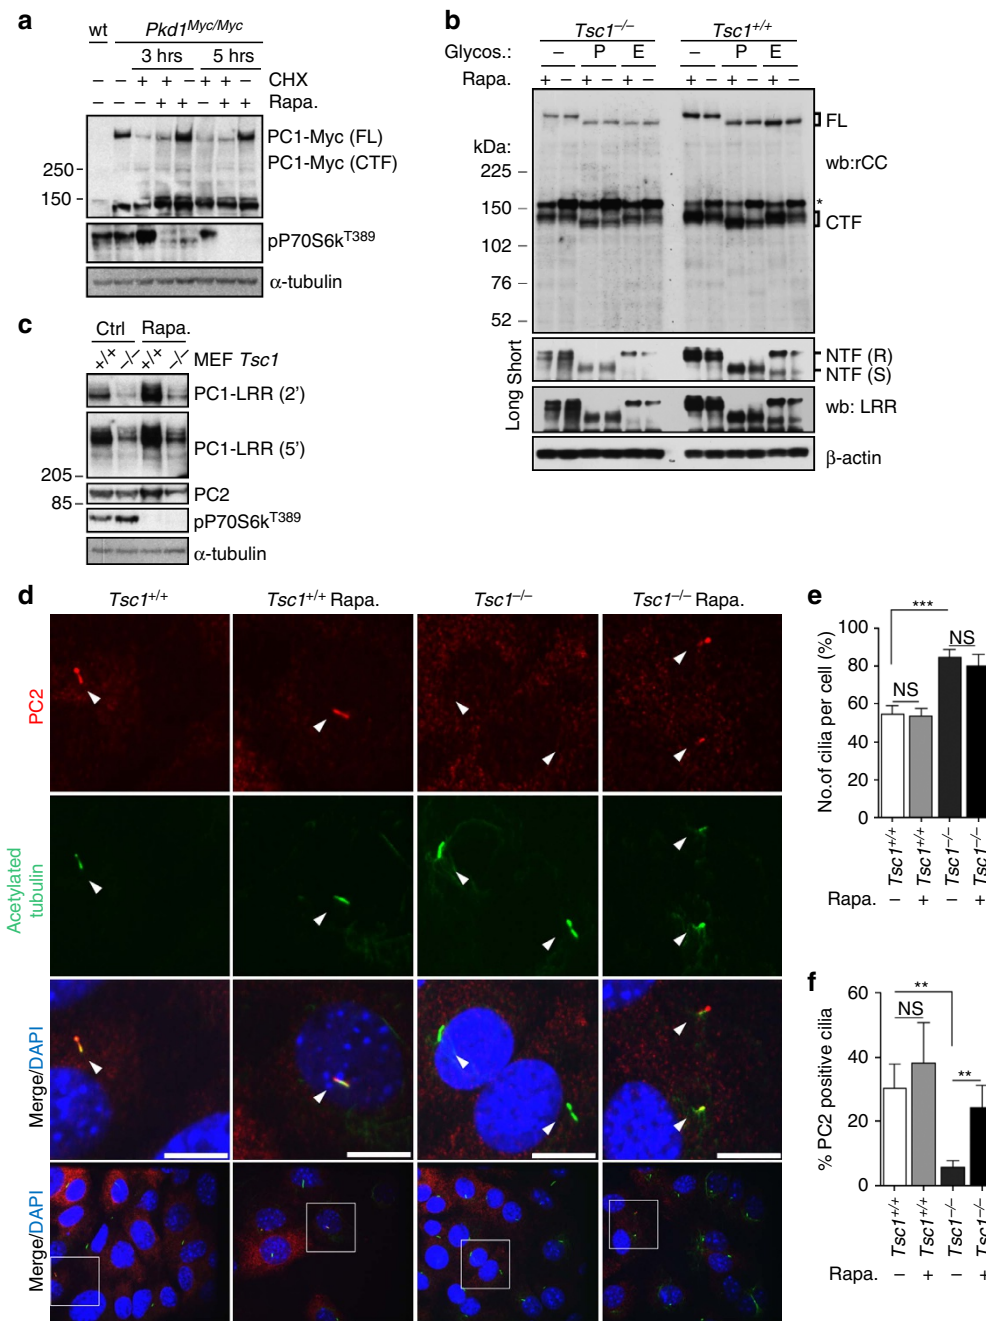 a
wt Pkd1Myc/Myc
3 hrs 5 hrs
– – + + – + + – CHX
– – – + + – + + Rapa.
PC1-Myc (FL)
PC1-Myc (CTF)
250
150
pP70S6kT389
α-tubulin
b
Tsc1–/– Tsc1+/+
Glycos.: – P E – P E
Rapa. + – + – + – – + + – + –
kDa:
225
150
102
76
52
FL
wb:rCC
*
CTF
Long Short
NTF (R)
NTF (S)
wb: LRR
β-actin
c
Ctrl Rapa.
+/+ –/– +/+ –/– MEF Tsc1
PC1-LRR (2’)
PC1-LRR (5’)
205
PC2
85
pP70S6kT389
α-tubulin
d
Tsc1+/+ Tsc1+/+ Rapa. Tsc1–/– Tsc1–/– Rapa.
PC2
Acetylated
tubulin
Merge/DAPI
Merge/DAPI
e
No.of cilia per cell (%)
100
80
60
40
20
0
***
NS
NS
Tsc1+/+ Tsc1+/+ Tsc1–/– Tsc1–/–
Rapa. – + – +
f
% PC2 positive cilia
60
40
20
0
**
NS
**
Tsc1+/+ Tsc1+/+ Tsc1–/– Tsc1–/–
Rapa. – + – +